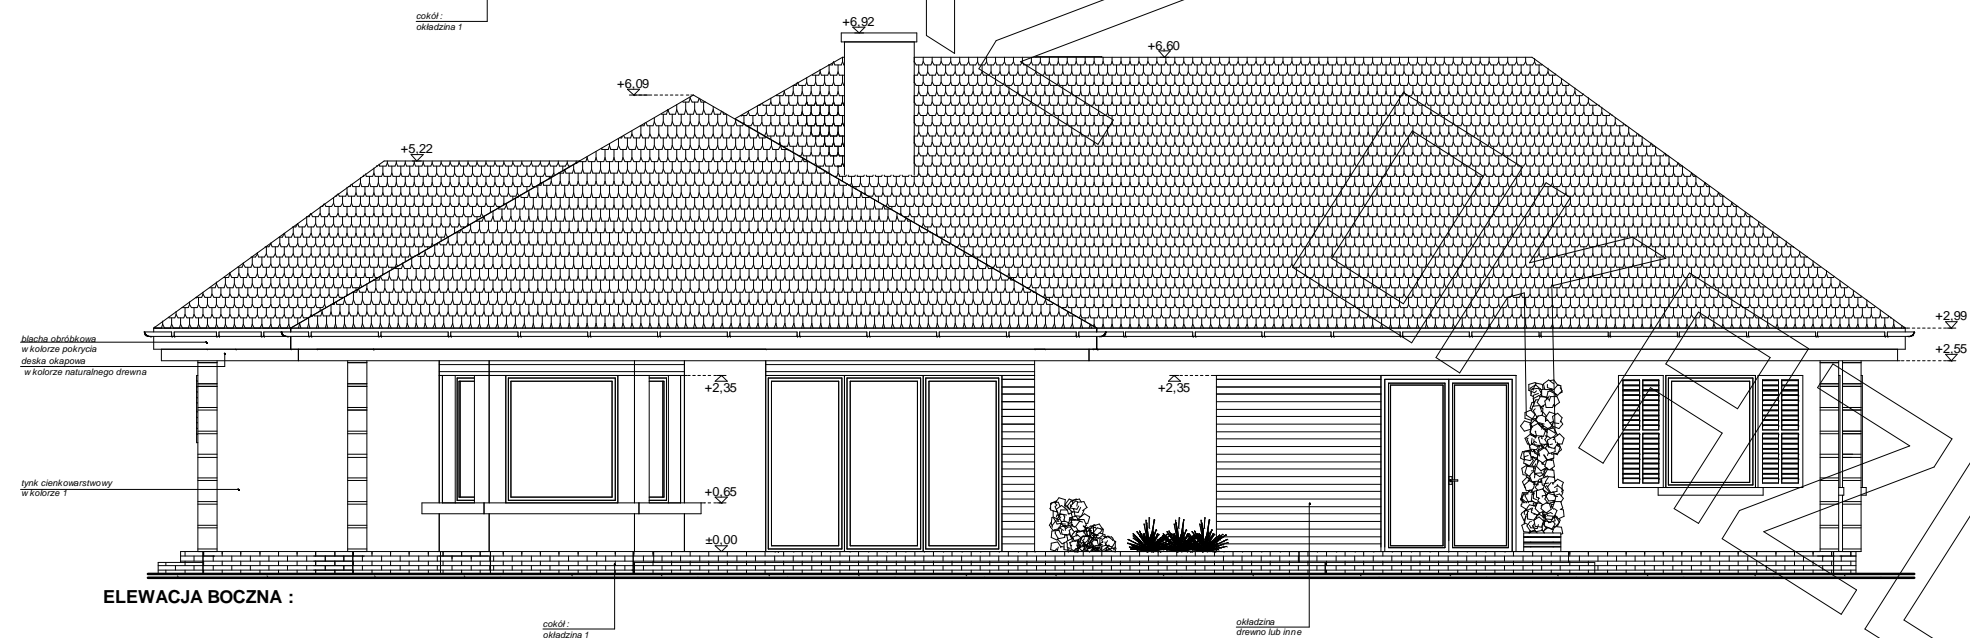 cokół :
okładzina 1
+6,92
+6,60
+6,09
+5,22
+2,99
blacha obróbkowa
w kolorze pokrycia
deska okapowa
w kolorze naturalnego drewna
+2,55
+2,35
+2,35
tynk cienkowarstwowy
w kolorze 1
+0,65
±0,00
ELEWACJA BOCZNA :
cokół :
okładzina 1
okładzina
drewno lub inne